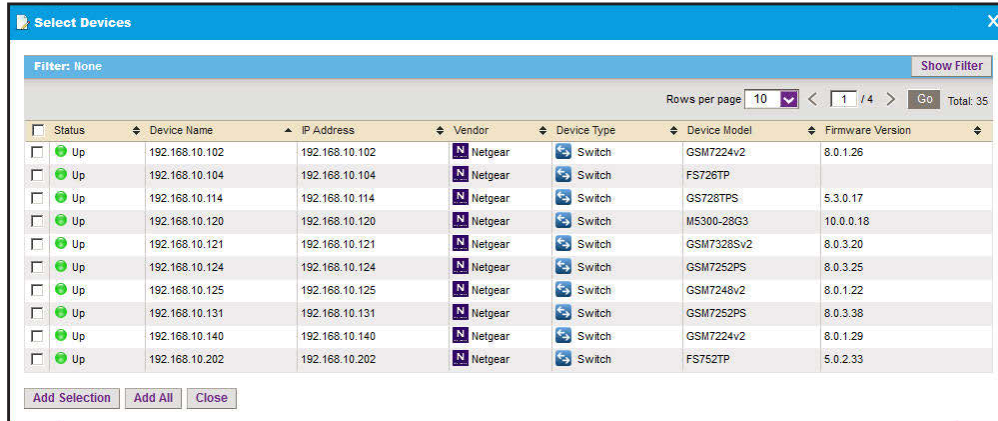 Select Devices X
Filter: None Show Filter
Rows per page 10 < 1 / 4 > Go Total: 35
Status Device Name IP Address Vendor Device Type Device Model Firmware Version
Up 192.168.10.102 192.168.10.102 N Netgear Switch GSM7224v2 8.0.1.26
Up 192.168.10.104 192.168.10.104 N Netgear Switch FS726TP
Up 192.168.10.114 192.168.10.114 N Netgear Switch GS728TPS 5.3.0.17
Up 192.168.10.120 192.168.10.120 N Netgear Switch M5300-28G3 10.0.0.18
Up 192.168.10.121 192.168.10.121 N Netgear Switch GSM7328Sv2 8.0.3.20
Up 192.168.10.124 192.168.10.124 N Netgear Switch GSM7252PS 8.0.3.25
Up 192.168.10.125 192.168.10.125 N Netgear Switch GSM7248v2 8.0.1.22
Up 192.168.10.131 192.168.10.131 N Netgear Switch GSM7252PS 8.0.3.38
Up 192.168.10.140 192.168.10.140 N Netgear Switch GSM7224v2 8.0.1.29
Up 192.168.10.202 192.168.10.202 N Netgear Switch FS752TP 5.0.2.33
Add Selection Add All Close